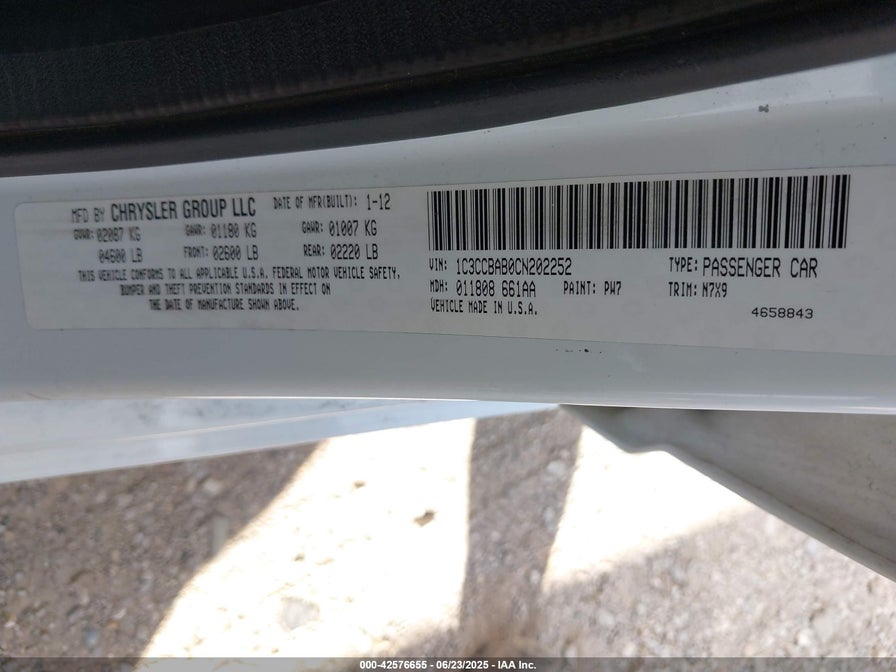 MFD BY CHRYSLER GROUP LLC DATE OF MFR(BUILT): 1-12
GVWR: 02087 KG GAWR: 01180 KG GAWR: 01007 KG
04600 LB FRONT: 02600 LB REAR: 02220 LB
THIS VEHICLE CONFORMS TO ALL APPLICABLE U.S.A. FEDERAL MOTOR VEHICLE SAFETY,
BUMPER AND THEFT PREVENTION STANDARDS IN EFFECT ON
THE DATE OF MANUFACTURE SHOWN ABOVE.
VIN: 1C3CCBAB0CN202252 TYPE: PASSENGER CAR
MDH: 011808 661AA PAINT: PW7 TRIM: N7X9
VEHICLE MADE IN U.S.A. 4658843
000-42576655 - 06/23/2025 - IAA Inc.